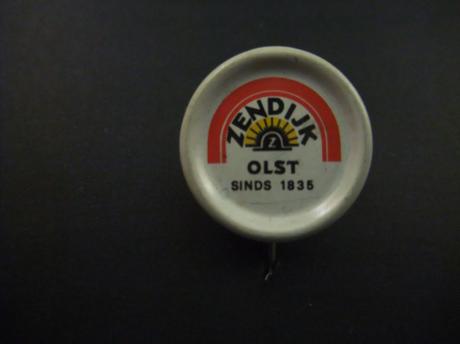 ZENDIJK
Z
OLST
SINDS 1835